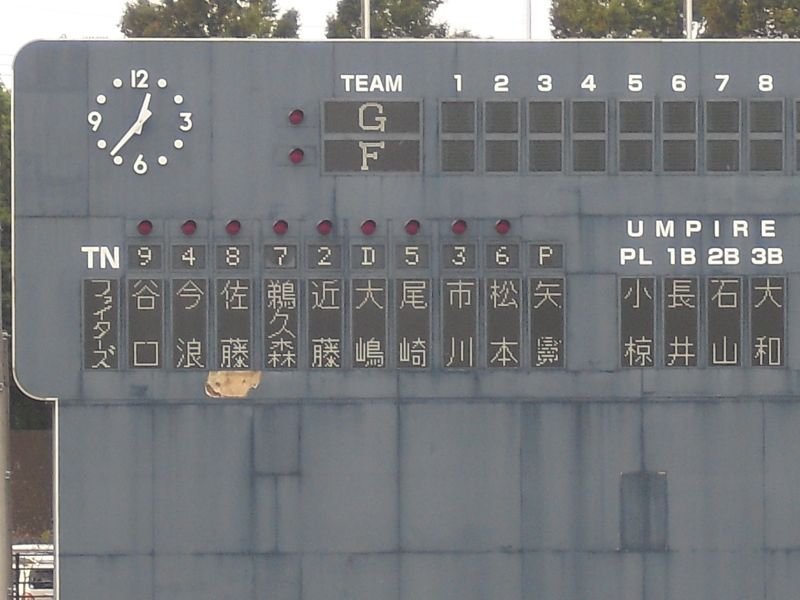 12
9 3
6
TEAM 1 2 3 4 5 6 7 8
G
F
UMPIRE
TN 9 4 8 7 2 D 5 3 6 P
PL 1B 2B 3B
ファイターズ 谷口 今浪 佐藤 鵜久森 近藤 大嶋 尾崎 市川 松本 矢
小椋 長井 石山 大和